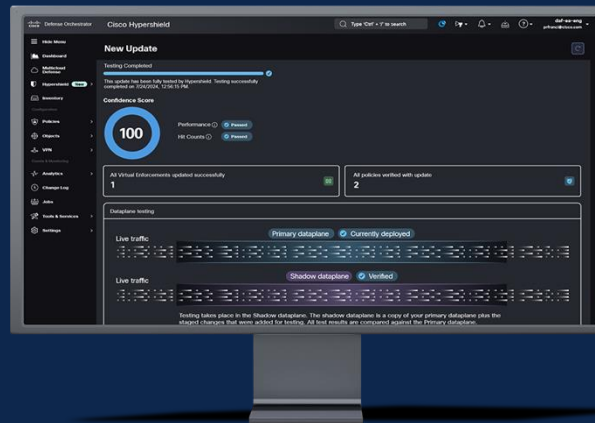 cisco Defense Orchestrator
Cisco Hypershield
Type 'Ctrl' + '/' to search
Hide Menu
Dashboard
Multicloud
Defense
Hypershield
Inventory
Policies
Objects
VPN
Analytics
Change Log
Jobs
Tools & Services
Settings
New Update
Testing Completed
This update has been fully tested by Hypershield. Testing successfully
completed on 7/24/2024, 12:56:15 PM.
Confidence Score
100
Performance Passed
Hit Counts Passed
All Virtual Enforcements updated successfully
1
All policies verified with update
2
Dataplane testing
Primary dataplane Currently deployed
Live traffic
Shadow dataplane Verified
Live traffic
Testing takes place in the Shadow dataplane. The shadow dataplane is a copy of your primary dataplane plus the
staged changes that were added for testing. All test results are compared against the Primary dataplane.